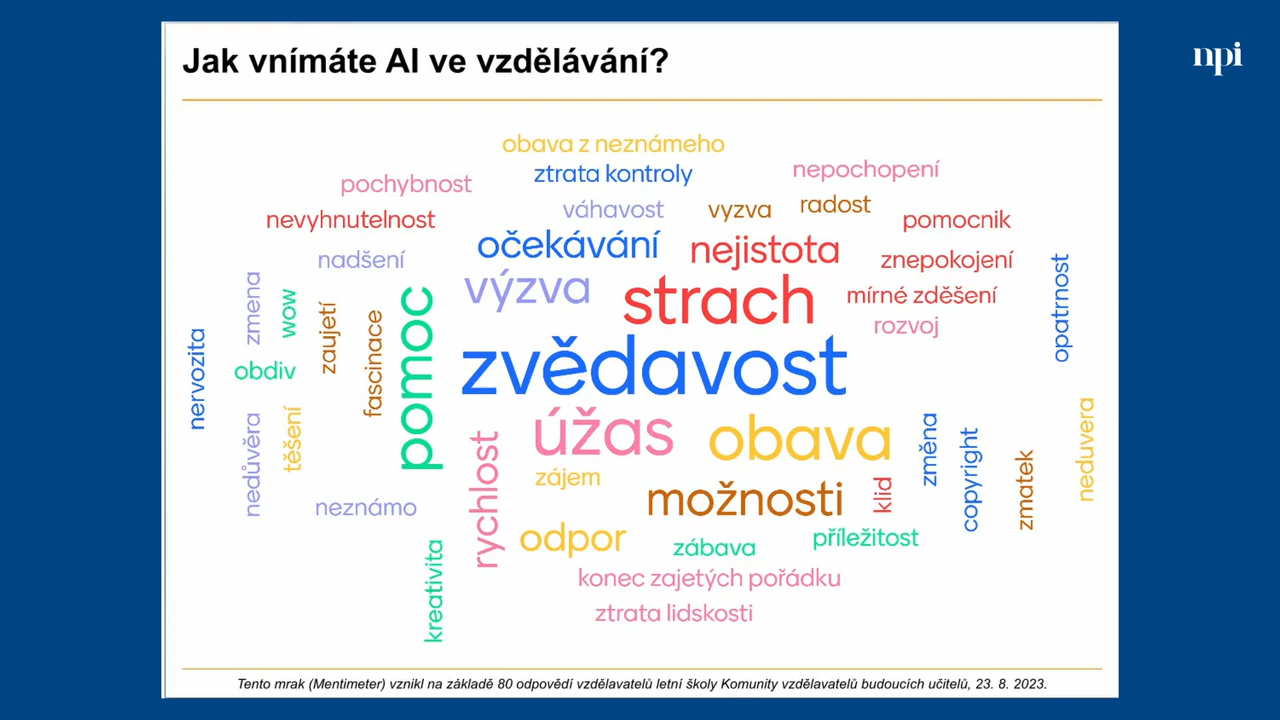 Jak vnímáte AI ve vzdělávání?
npi
obava z neznámeho
ztrata kontroly
nepochopení
pochybnost
váhavost
vyzva
radost
nevyhnutelnost
pomocnik
očekávání
nejistota
nadšení
znepokojení
výzva
strach
mírné zděšení
rozvoj
opatrnost
zmena
wow
zaujetí
fascinace
pomoc
nervozita
obdiv
zvědavost
úžas
obava
nedůvěra
těšení
rychlost
zájem
možnosti
klid
změna
copyright
zmatek
neduvera
neznámo
odpor
zábava
příležitost
kreativita
konec zajetých pořádku
ztrata lidskosti
Tento mrak (Mentimeter) vznikl na základě 80 odpovědí vzdělavatelů letní školy Komunity vzdělavatelů budoucích učitelů, 23. 8. 2023.